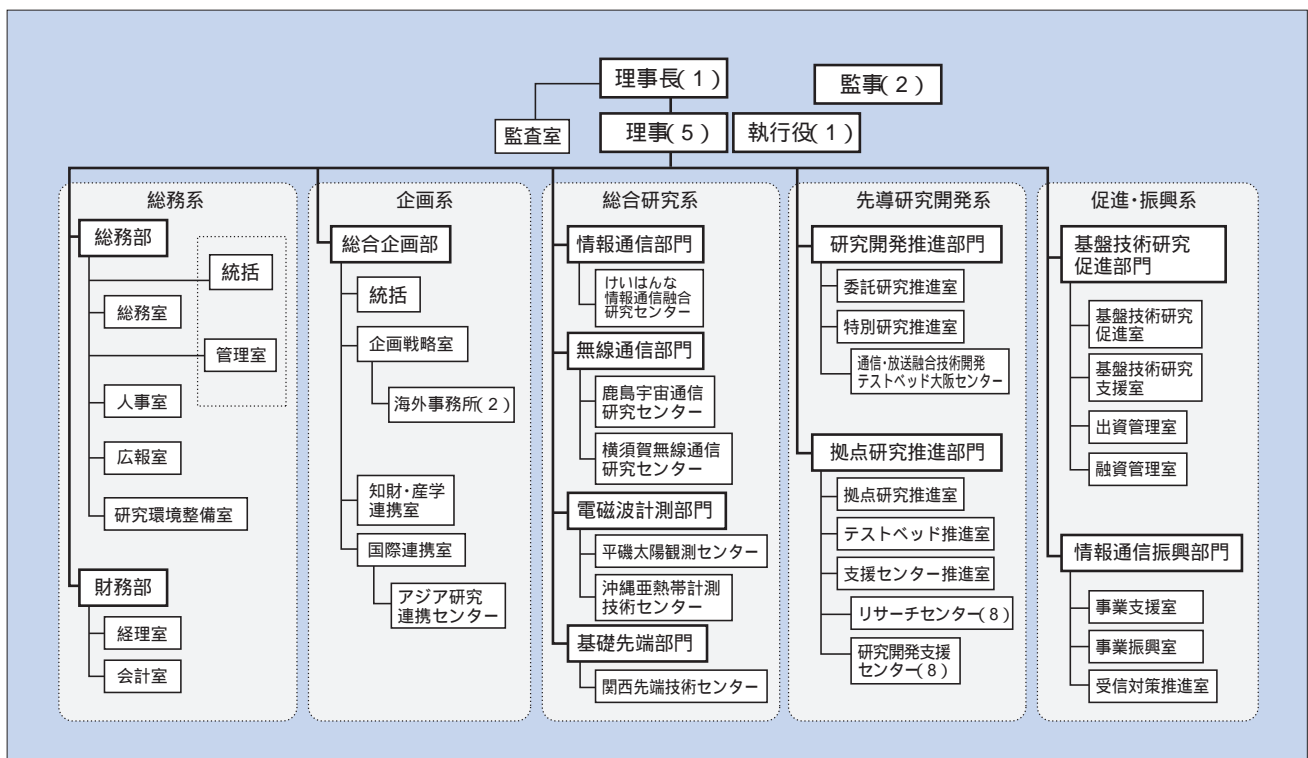 理事長(1)
監事(2)
監査室
理事(5)
執行役(1)
総務系
総務部
統括
総務室
管理室
人事室
広報室
研究環境整備室
財務部
経理室
会計室
企画系
総合企画部
統括
企画戦略室
海外事務所(2)
知財・産学
連携室
国際連携室
アジア研究
連携センター
総合研究系
情報通信部門
けいはんな
情報通信融合
研究センター
無線通信部門
鹿島宇宙通信
研究センター
横須賀無線通信
研究センター
電磁波計測部門
平磯太陽観測センター
沖縄亜熱帯計測
技術センター
基礎先端部門
関西先端技術センター
先導研究開発系
研究開発推進部門
委託研究推進室
特別研究推進室
通信・放送融合技術開発
テストベッド大阪センター
拠点研究推進部門
拠点研究推進室
テストベッド推進室
支援センター推進室
リサーチセンター(8)
研究開発支援
センター(8)
促進・振興系
基盤技術研究
促進部門
基盤技術研究
促進室
基盤技術研究
支援室
出資管理室
融資管理室
情報通信振興部門
事業支援室
事業振興室
受信対策推進室